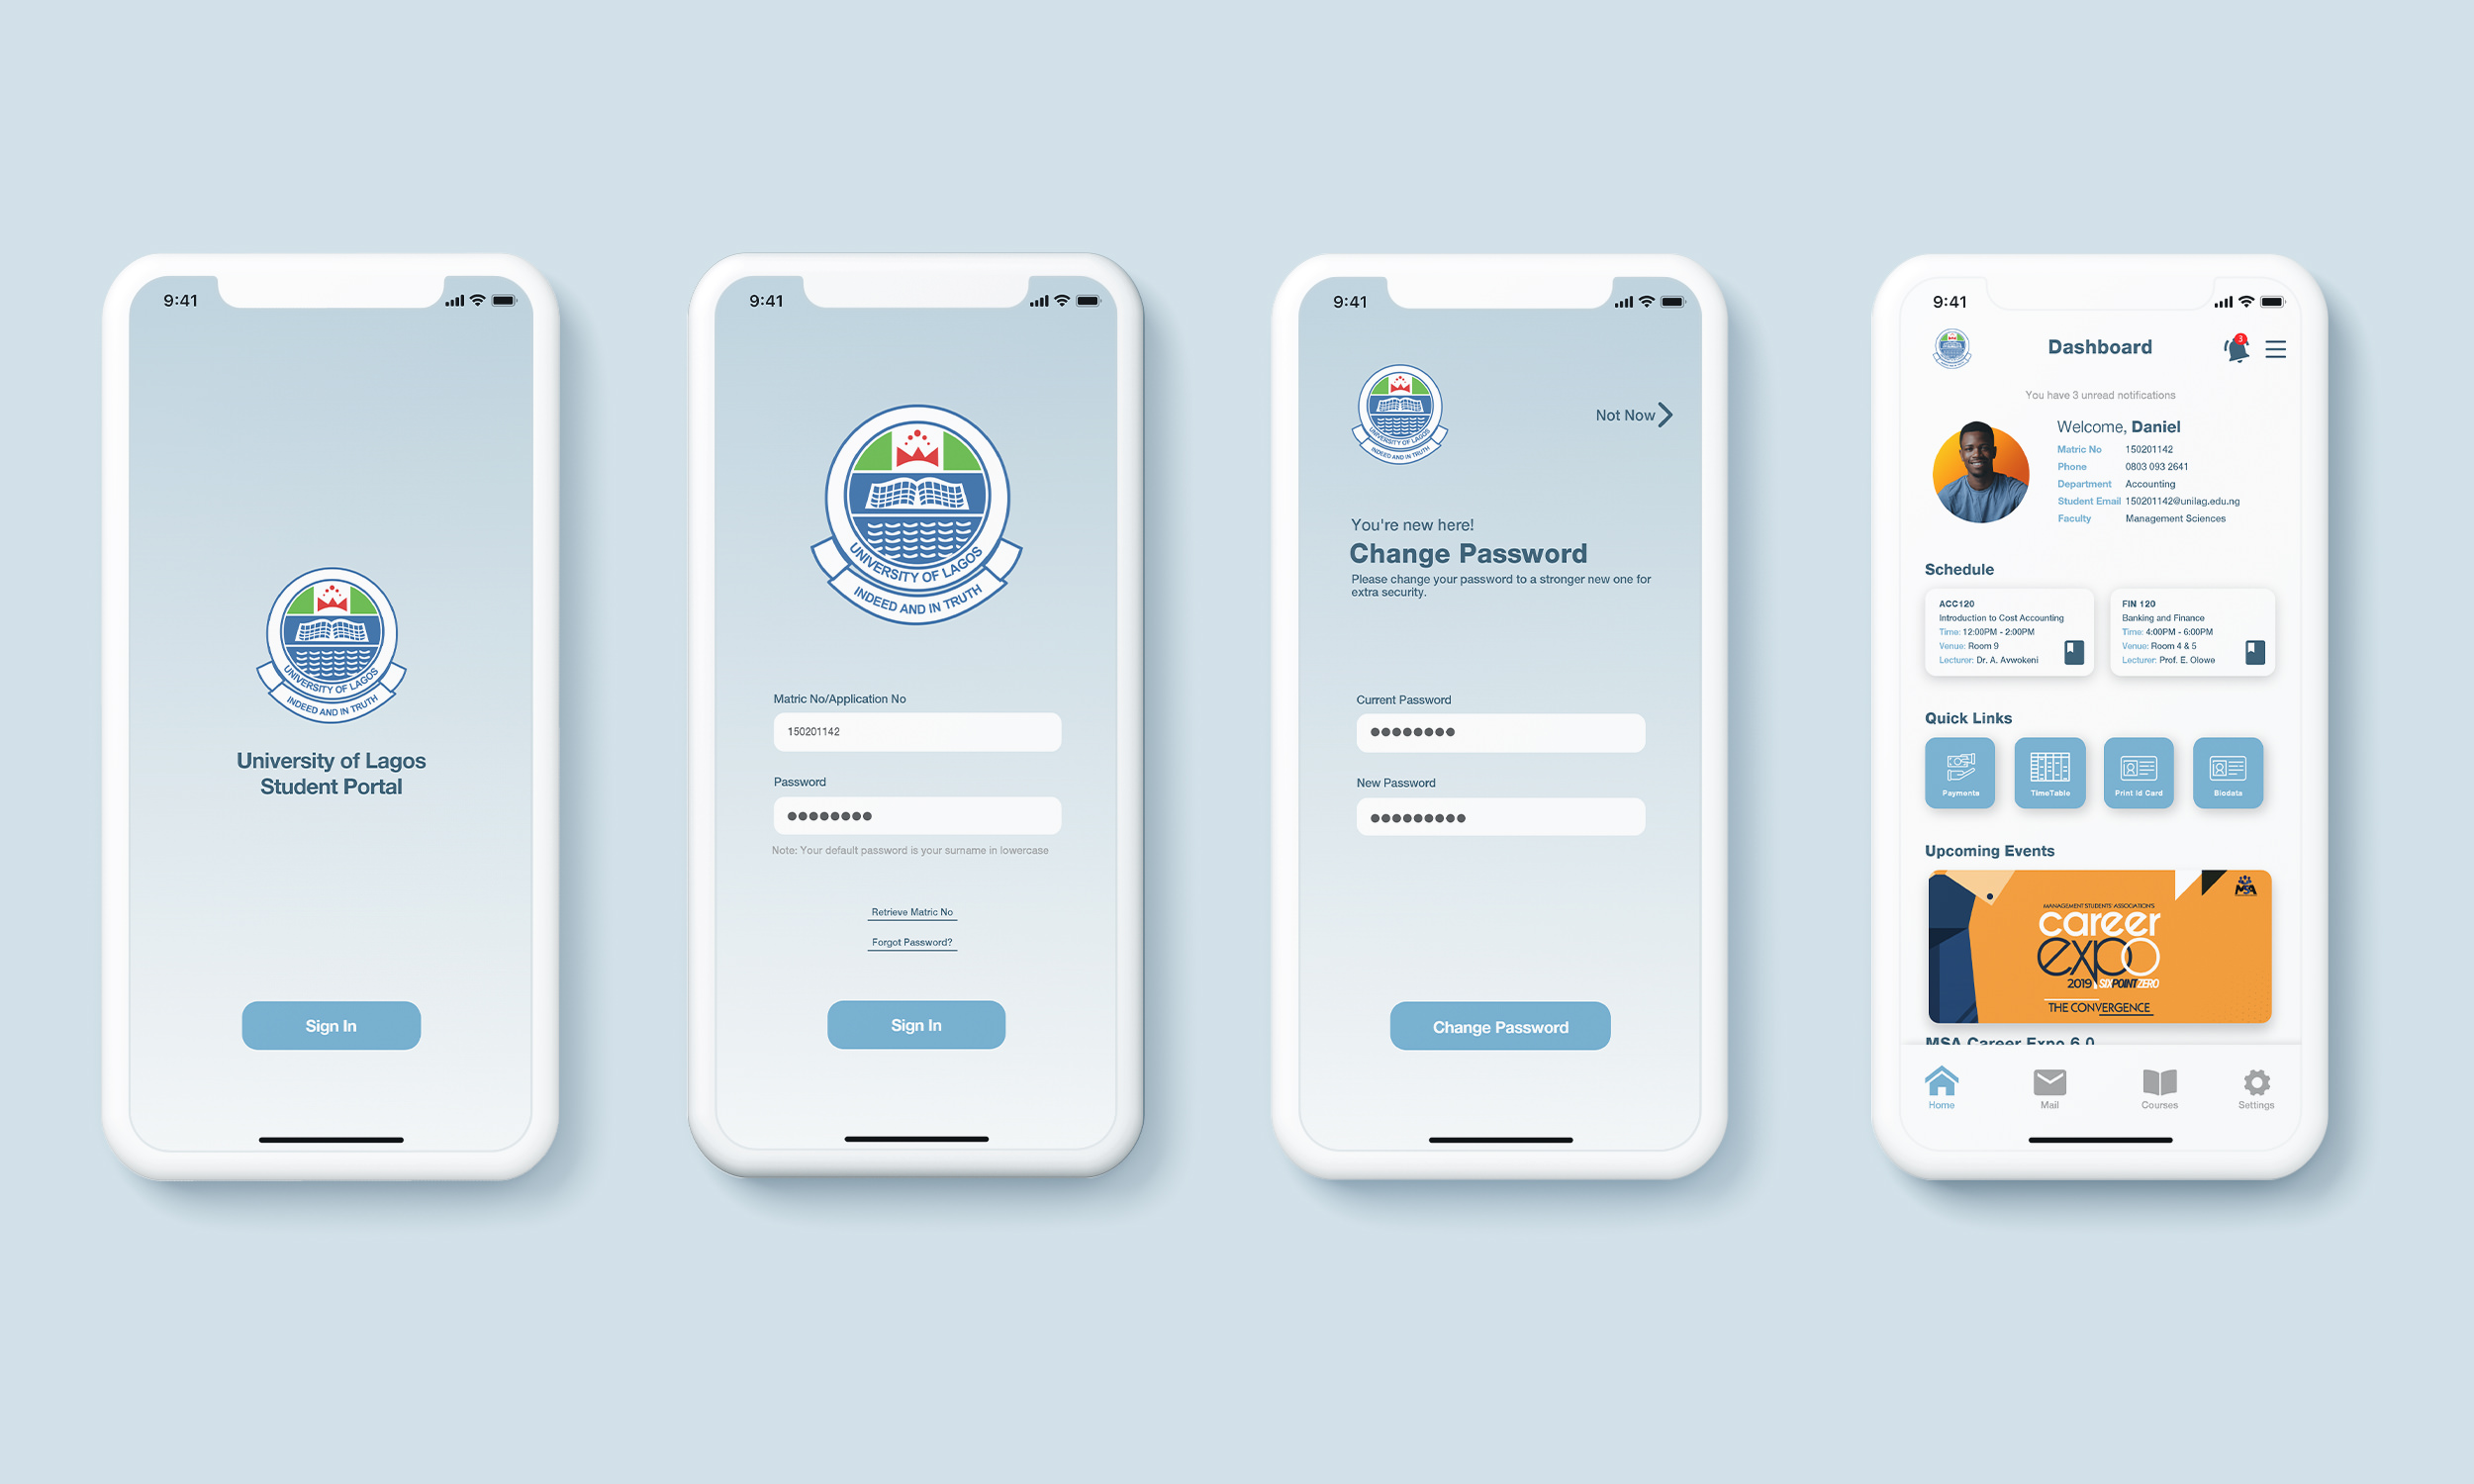 9:41
UNIVERSITY OF LAGOS
INDEED AND IN TRUTH
University of Lagos
Student Portal
Sign In
9:41
UNIVERSITY OF LAGOS
INDEED AND IN TRUTH
Matric No/Application No
150201142
Password
Note: Your default password is your surname in lowercase
Retrieve Matric No
Forgot Password?
Sign In
9:41
UNIVERSITY OF LAGOS
INDEED AND IN TRUTH
Not Now
You're new here!
Change Password
Please change your password to a stronger new one for
extra security.
Current Password
New Password
Change Password
9:41
Dashboard
3
You have 3 unread notifications
Welcome, Daniel
Matric No 150201142
Phone 0803 093 2641
Department Accounting
Student Email 150201142@unilag.edu.ng
Faculty Management Sciences
Schedule
ACC120
Introduction to Cost Accounting
Time: 12:00PM - 2:00PM
Venue: Room 9
Lecturer: Dr. A. Avwokeni
FIN 120
Banking and Finance
Time: 4:00PM - 6:00PM
Venue: Room 4 & 5
Lecturer: Prof. E. Olowe
Quick Links
Payments
TimeTable
Print Id Card
Biodata
Upcoming Events
MSA
MANAGEMENT STUDENTS' ASSOCIATION'S
career
expo
2019 SIXPOINTZERO
THE CONVERGENCE
MSA Career Expo 6.0
Home
Mail
Courses
Settings